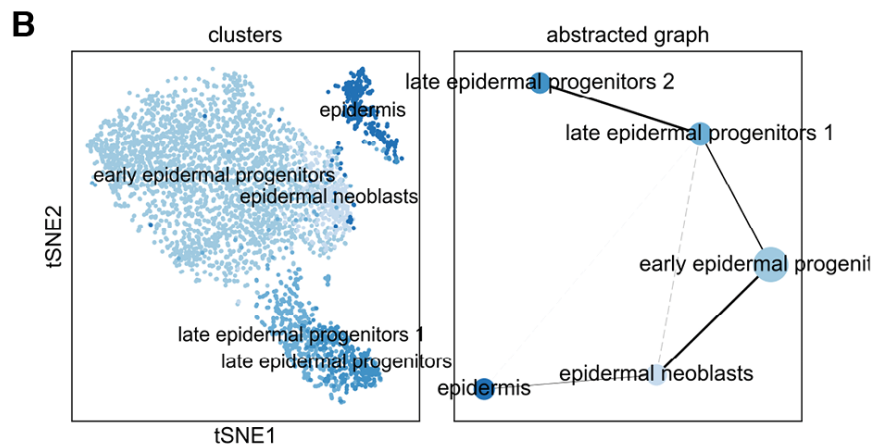 B
clusters
abstracted graph
late epidermal progenitors 2
epidermis
late epidermal progenitors 1
early epidermal progenitors
epidermal neoblasts
early epidermal progenit
late epidermal progenitors 1
late epidermal progenitors
epidermal neoblasts
epidermis
tSNE2
tSNE1